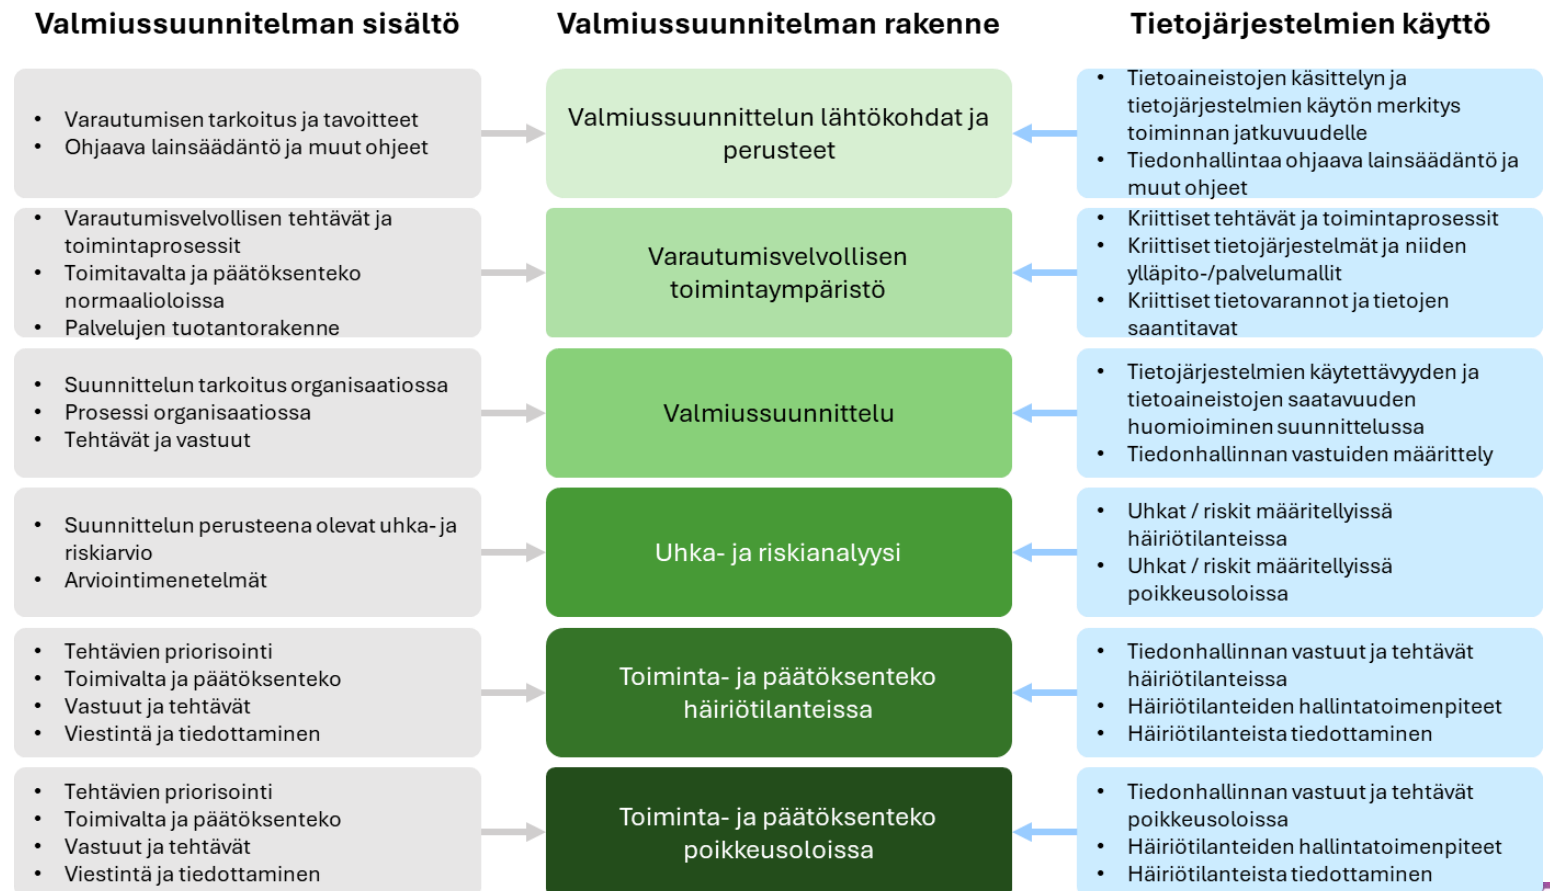 Valmiussuunnitelman sisältö
Valmiussuunnitelman rakenne
Tietojärjestelmien käyttö
• Varautumisen tarkoitus ja tavoitteet
• Ohjaava lainsäädäntö ja muut ohjeet
Valmiussuunnittelun lähtökohdat ja
perusteet
• Tietoaineistojen käsittelyn ja
tietojärjestelmien käytön merkitys
toiminnan jatkuvuudelle
• Tiedonhallintaa ohjaava lainsäädäntö ja
muut ohjeet
• Varautumisvelvollisen tehtävät ja
toimintaprosessit
• Toimitavalta ja päätöksenteko
normaalioloissa
• Palvelujen tuotantorakenne
Varautumisvelvollisen
toimintaympäristö
• Kriittiset tehtävät ja toimintaprosessit
• Kriittiset tietojärjestelmät ja niiden
ylläpito-/palvelumallit
• Kriittiset tietovarannot ja tietojen
saantitavat
• Suunnittelun tarkoitus organisaatiossa
• Prosessi organisaatiossa
• Tehtävät ja vastuut
Valmiussuunnittelu
• Tietojärjestelmien käytettävyyden ja
tietoaineistojen saatavuuden
huomioiminen suunnittelussa
• Tiedonhallinnan vastuiden määrittely
• Suunnittelun perusteena olevat uhka- ja
riskiarvio
• Arviointimenetelmät
Uhka- ja riskianalyysi
• Uhkat / riskit määritellyissä
häiriötilanteissa
• Uhkat / riskit määritellyissä
poikkeusoloissa
• Tehtävien priorisointi
• Toimivalta ja päätöksenteko
• Vastuut ja tehtävät
• Viestintä ja tiedottaminen
Toiminta- ja päätöksenteko
häiriötilanteissa
• Tiedonhallinnan vastuut ja tehtävät
häiriötilanteissa
• Häiriötilanteiden hallintatoimenpiteet
• Häiriötilanteista tiedottaminen
• Tehtävien priorisointi
• Toimivalta ja päätöksenteko
• Vastuut ja tehtävät
• Viestintä ja tiedottaminen
Toiminta- ja päätöksenteko
poikkeusoloissa
• Tiedonhallinnan vastuut ja tehtävät
poikkeusoloissa
• Häiriötilanteiden hallintatoimenpiteet
• Häiriötilanteista tiedottaminen